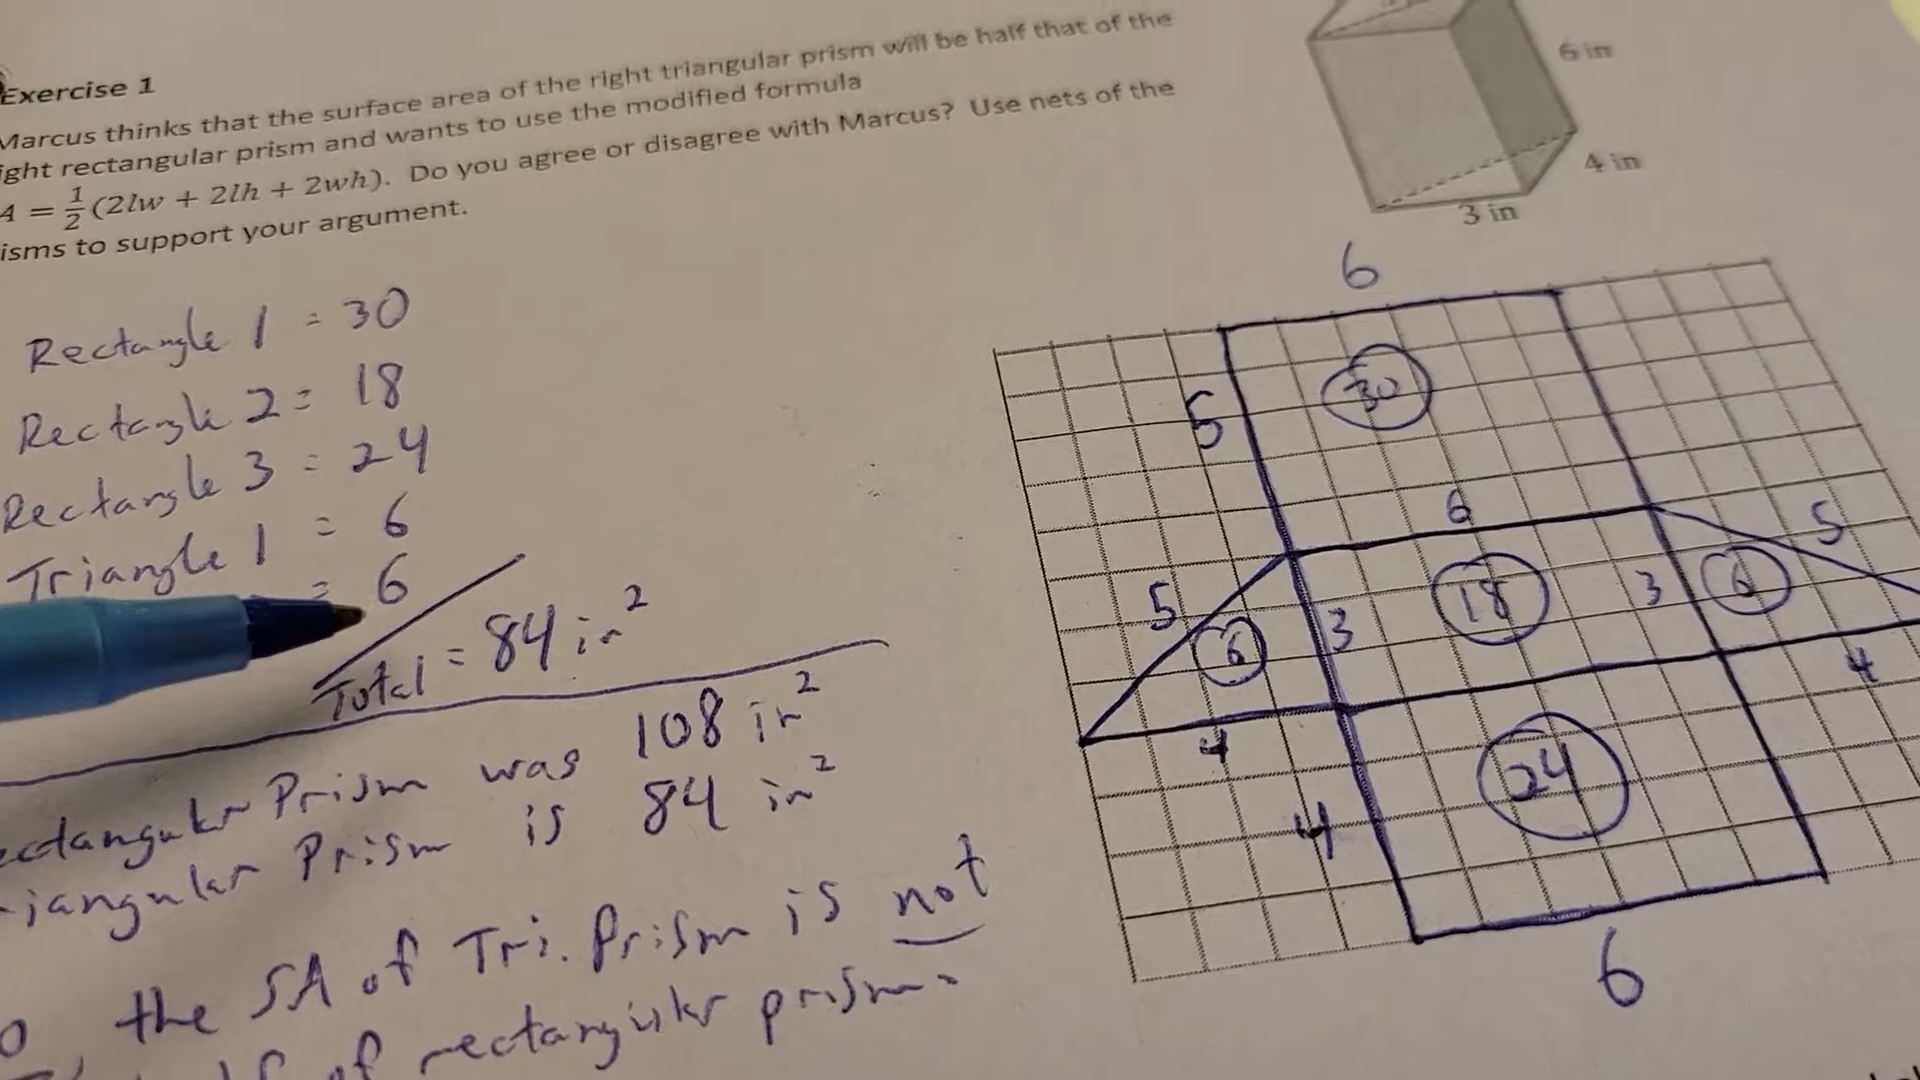 Exercise 1
Marcus thinks that the surface area of the right triangular prism will be half that of the
ight rectangular prism and wants to use the modified formula
A = 1/2 (2lw + 2lh + 2wh). Do you agree or disagree with Marcus? Use nets of the
isms to support your argument.
6 in
4 in
3 in
Rectangle 1 = 30
Rectangle 2 = 18
Rectangle 3 = 24
Triangle 1 = 6
= 6
Total = 84 in²
ectangular Prism was 108 in²
iangular Prism is 84 in²
o, the SA of Tri. Prism is not
of rectangular prism.
6
5
30
6
5
5
6
3
18
3
6
4
4
4
24
6